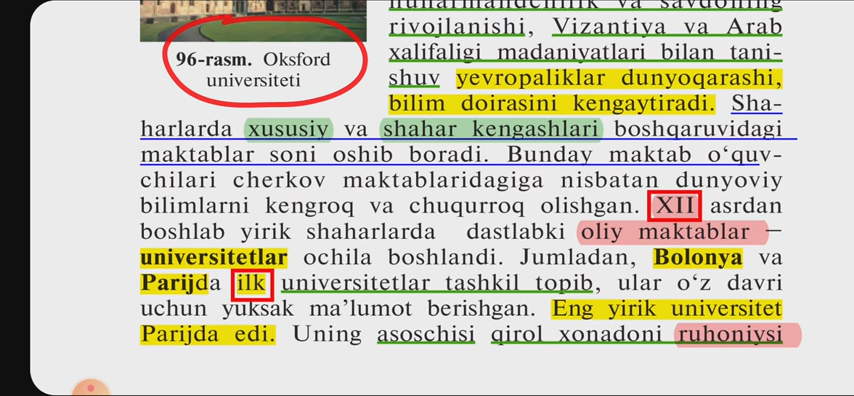 hunarmandchilik va savdoning
rivojlanishi, Vizantiya va Arab
xalifaligi madaniyatlari bilan tani-
shuv yevropaliklar dunyoqarashi,
bilim doirasini kengaytiradi. Sha-
96-rasm. Oksford
universiteti
harlarda xususiy va shahar kengashlari boshqaruvidagi
maktablar soni oshib boradi. Bunday maktab o‘quv-
chilari cherkov maktablaridagiga nisbatan dunyoviy
bilimlarni kengroq va chuqurroq olishgan. XII asrdan
boshlab yirik shaharlarda dastlabki oliy maktablar —
universitetlar ochila boshlandi. Jumladan, Bolonya va
Parijda ilk universitetlar tashkil topib, ular o‘z davri
uchun yuksak ma’lumot berishgan. Eng yirik universitet
Parijda edi. Uning asoschisi qirol xonadoni ruhoniysi